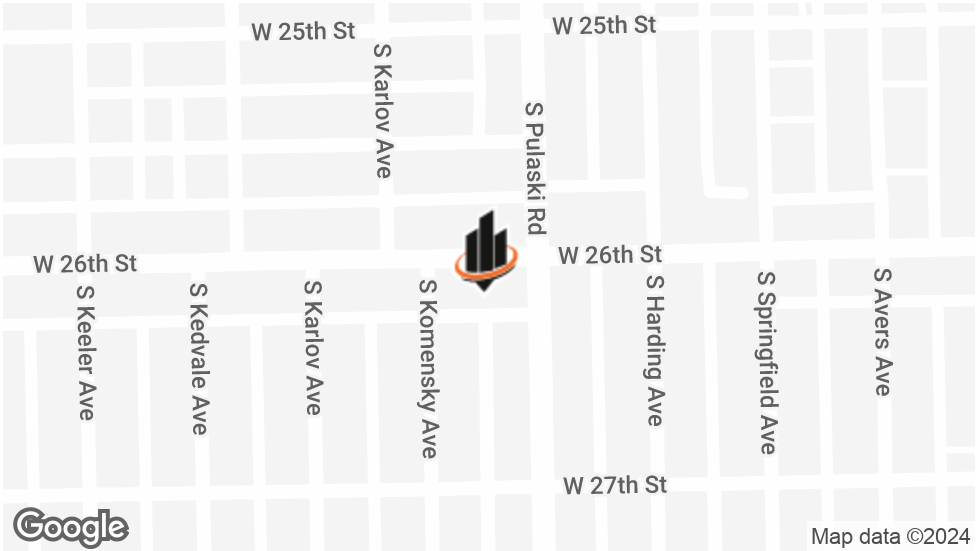 W 25th St
W 25th St
S Karlov Ave
S Pulaski Rd
W 26th St
W 26th St
S Keeler Ave
S Kedvale Ave
S Karlov Ave
S Komensky Ave
S Harding Ave
S Springfield Ave
S Avers Ave
W 27th St
Google
Map data ©2024